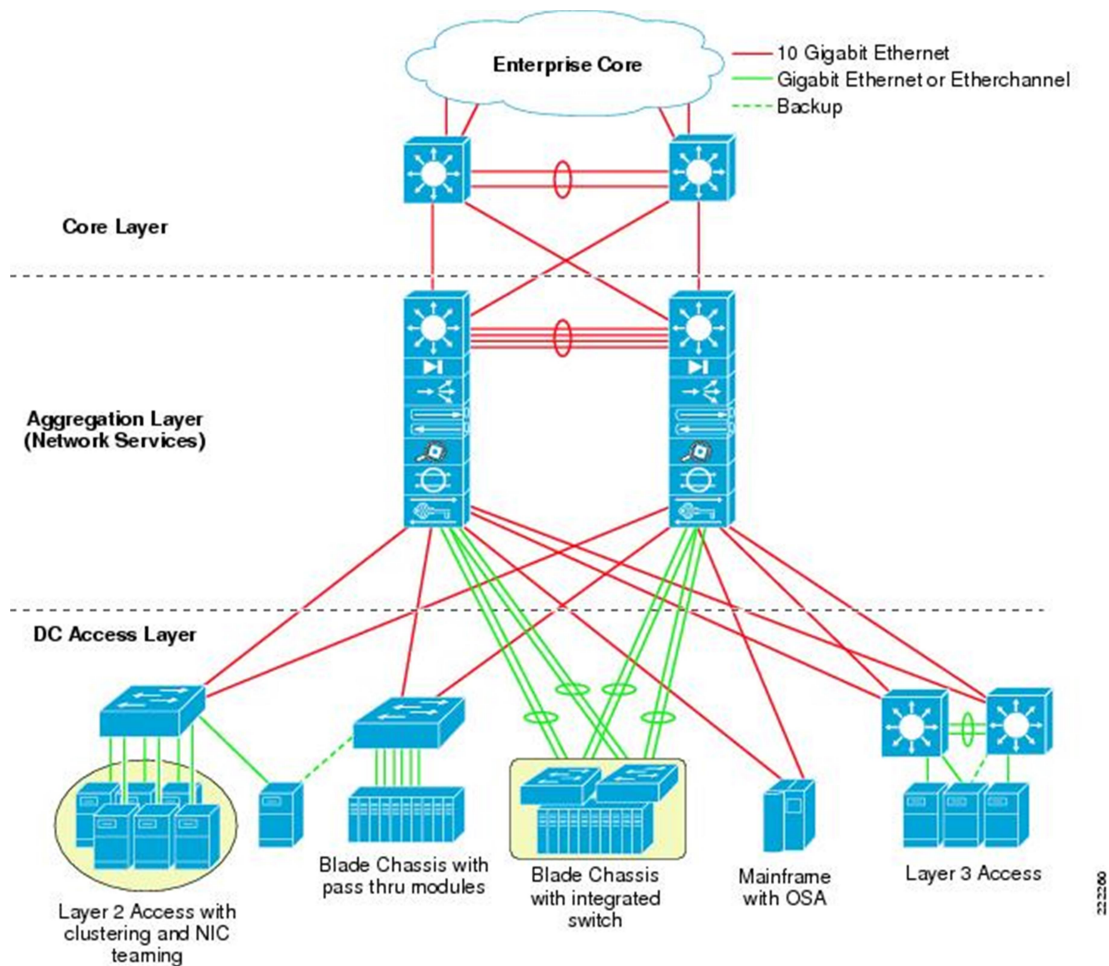 Enterprise Core
10 Gigabit Ethernet
Gigabit Ethernet or Etherchannel
Backup
Core Layer
Aggregation Layer
(Network Services)
DC Access Layer
Layer 2 Access with
clustering and NIC
teaming
Blade Chassis with
pass thru modules
Blade Chassis
with integrated
switch
Mainframe
with OSA
Layer 3 Access
222260